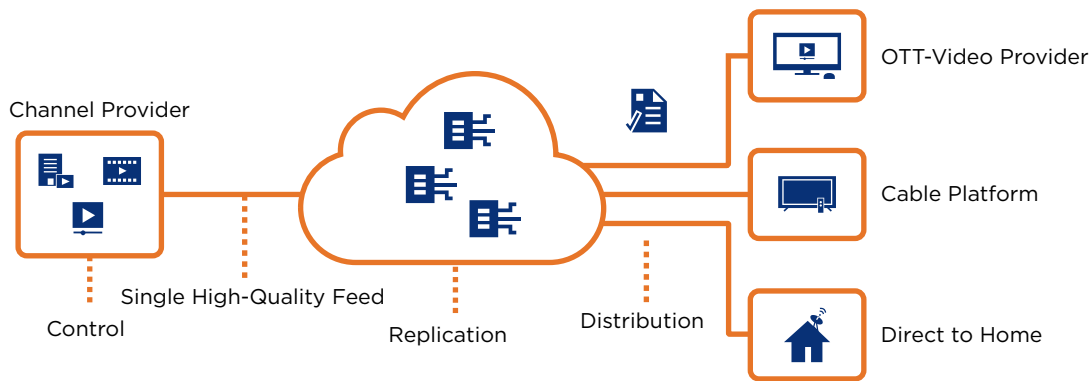 Channel Provider
Control
Single High-Quality Feed
Replication
Distribution
OTT-Video Provider
Cable Platform
Direct to Home